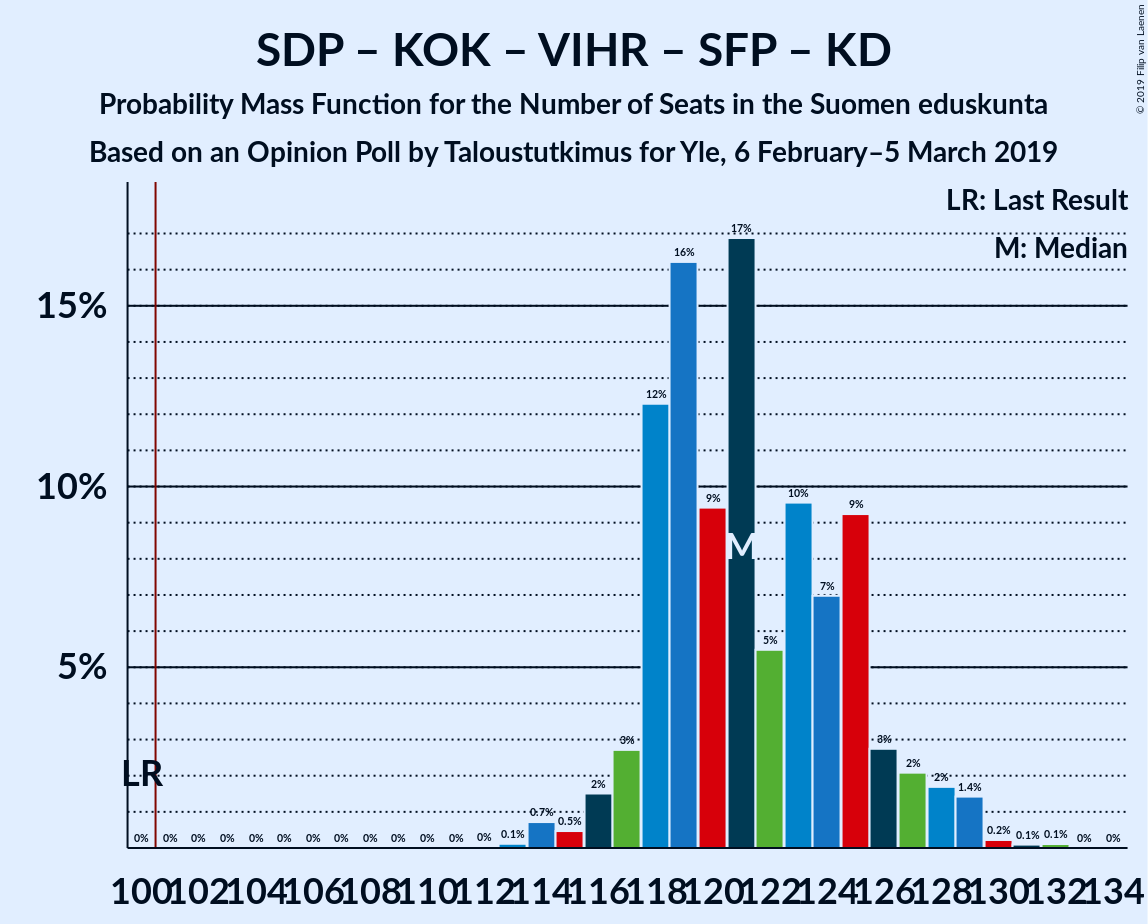 SDP – KOK – VIHR – SFP – KD
Probability Mass Function for the Number of Seats in the Suomen eduskunta
Based on an Opinion Poll by Taloustutkimus for Yle, 6 February–5 March 2019
© 2019 Filip van Laenen
LR: Last Result
M: Median
15%
10%
5%
LR
M
0% 0% 0% 0% 0% 0% 0% 0% 0% 0% 0% 0% 0% 0.1% 0.7% 0.5% 2% 3% 12% 16% 9% 17% 5% 10% 7% 9% 3% 2% 2% 1.4% 0.2% 0.1% 0.1% 0% 0%
100 102 104 106 108 110 112 114 116 118 120 122 124 126 128 130 132 134